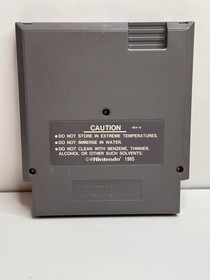 CAUTION
REV-A
●DO NOT STORE IN EXTREME TEMPERATURES.
●DO NOT IMMERSE IN WATER.
●DO NOT CLEAN WITH BENZENE, THINNER,
ALCOHOL OR OTHER SUCH SOLVENTS.
©®Nintendo® 1985